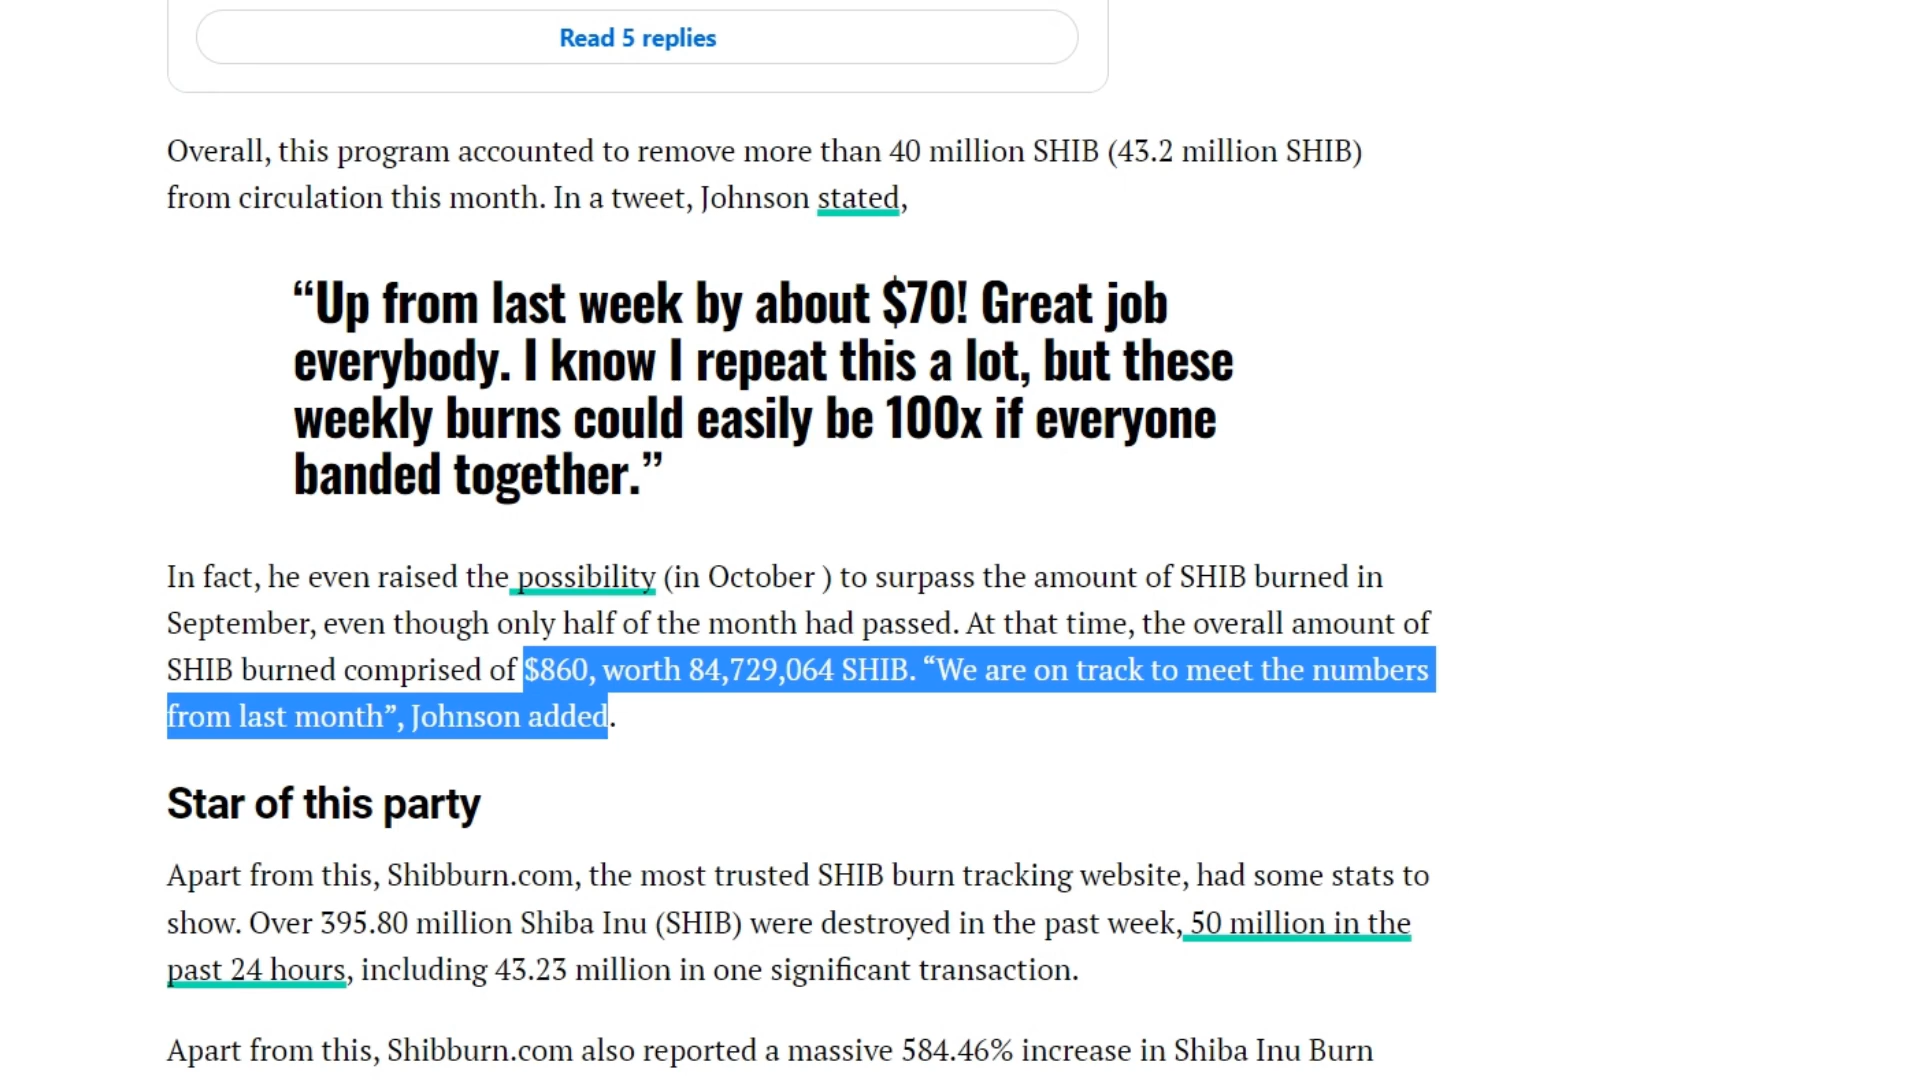 Read 5 replies
Overall, this program accounted to remove more than 40 million SHIB (43.2 million SHIB)
from circulation this month. In a tweet, Johnson stated,
“Up from last week by about $70! Great job
everybody. I know I repeat this a lot, but these
weekly burns could easily be 100x if everyone
banded together.”
In fact, he even raised the possibility (in October ) to surpass the amount of SHIB burned in
September, even though only half of the month had passed. At that time, the overall amount of
SHIB burned comprised of $860, worth 84,729,064 SHIB. “We are on track to meet the numbers
from last month”, Johnson added.
Star of this party
Apart from this, Shibburn.com, the most trusted SHIB burn tracking website, had some stats to
show. Over 395.80 million Shiba Inu (SHIB) were destroyed in the past week, 50 million in the
past 24 hours, including 43.23 million in one significant transaction.
Apart from this, Shibburn.com also reported a massive 584.46% increase in Shiba Inu Burn